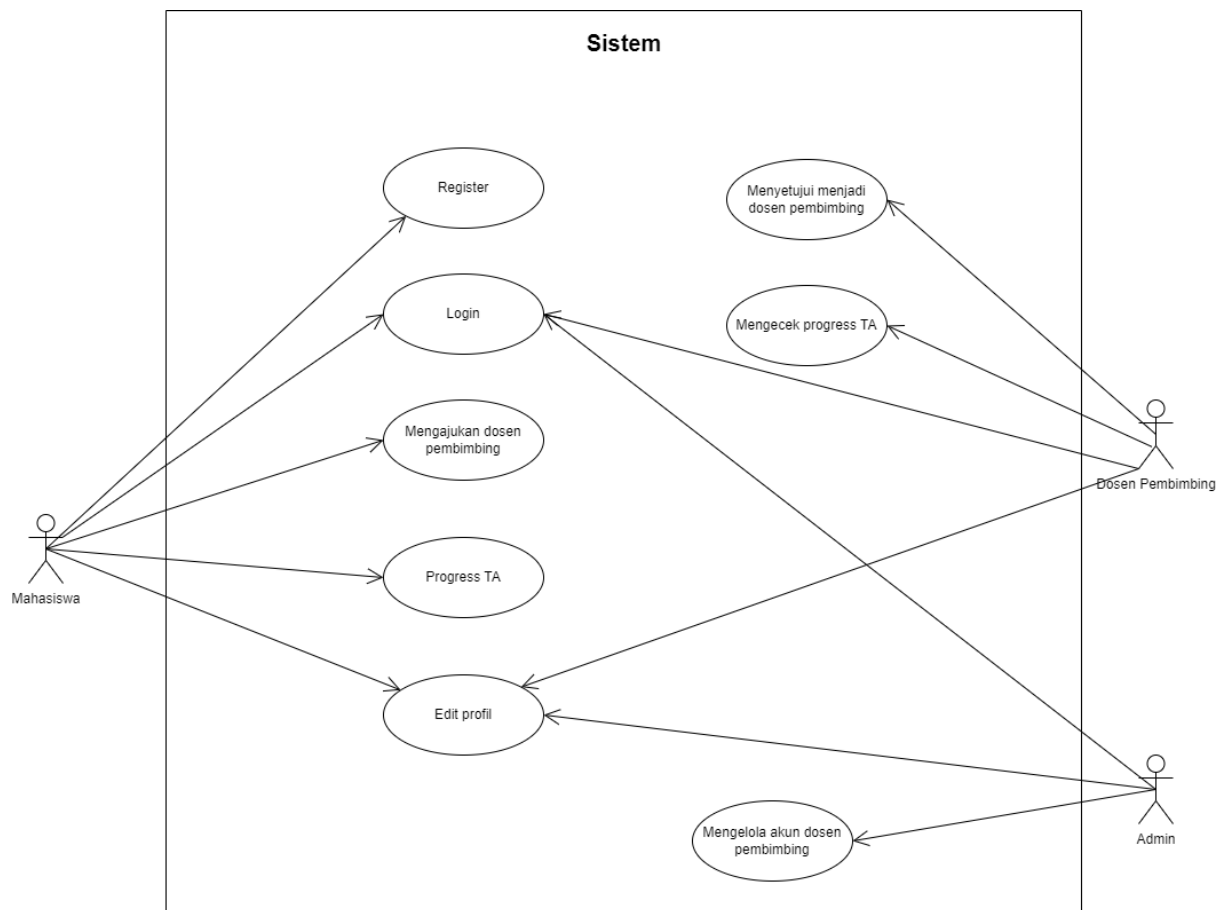 Sistem
Register
Menyetujui menjadi
dosen pembimbing
Login
Mengecek progress TA
Mengajukan dosen
pembimbing
Dosen Pembimbing
Progress TA
Mahasiswa
Edit profil
Mengelola akun dosen
pembimbing
Admin